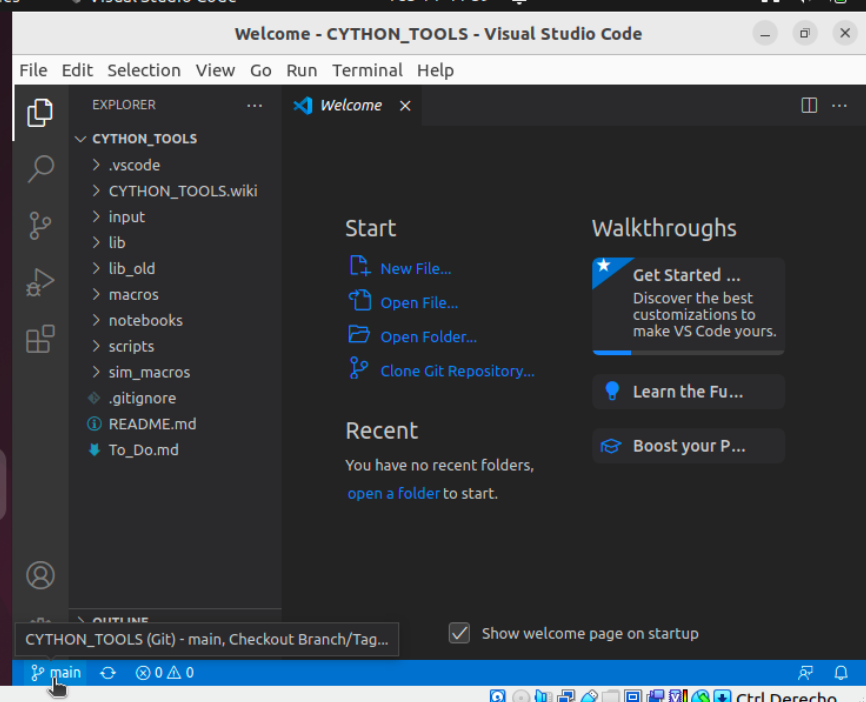 Welcome - CYTHON_TOOLS - Visual Studio Code
File Edit Selection View Go Run Terminal Help
EXPLORER
Welcome
CYTHON_TOOLS
.vscode
CYTHON_TOOLS.wiki
input
lib
lib_old
macros
notebooks
scripts
sim_macros
.gitignore
README.md
To_Do.md
OUTLINE
Start
New File...
Open File...
Open Folder...
Clone Git Repository...
Recent
You have no recent folders,
open a folder to start.
Walkthroughs
Get Started ...
Discover the best
customizations to
make VS Code yours.
Learn the Fu...
Boost your P...
Show welcome page on startup
CYTHON_TOOLS (Git) - main, Checkout Branch/Tag...
main 0 0
Ctrl Derecho